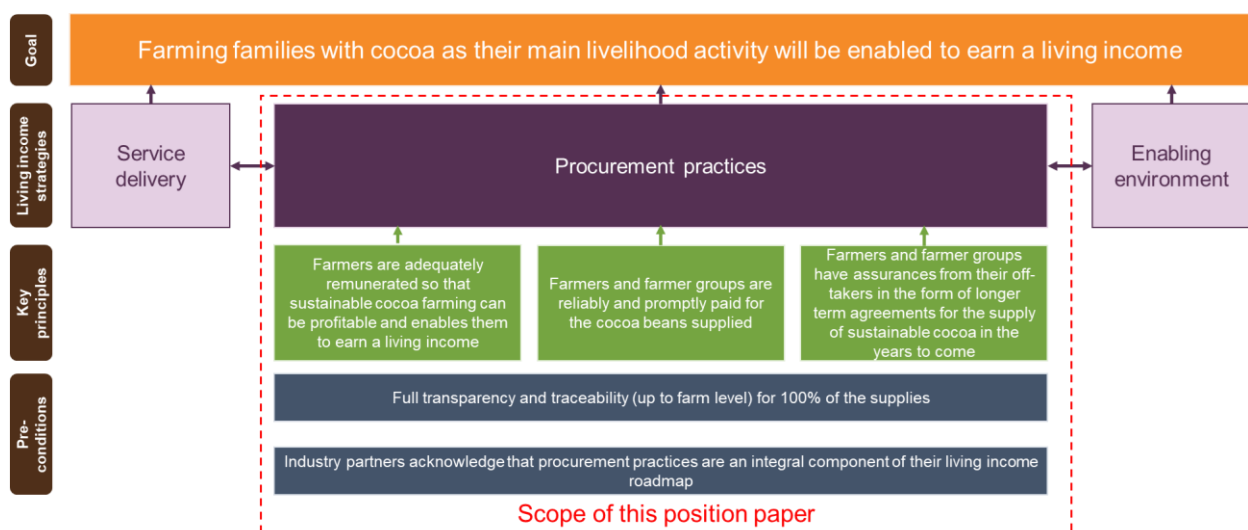 Goal
Farming families with cocoa as their main livelihood activity will be enabled to earn a living income
Living income
strategies
Service
delivery
Procurement practices
Enabling
environment
Key
principles
Farmers are adequately
remunerated so that
sustainable cocoa farming can
be profitable and enables them
to earn a living income
Farmers and farmer groups are
reliably and promptly paid for
the cocoa beans supplied
Farmers and farmer groups
have assurances from their off-
takers in the form of longer
term agreements for the supply
of sustainable cocoa in the
years to come
Pre-
conditions
Full transparency and traceability (up to farm level) for 100% of the supplies
Industry partners acknowledge that procurement practices are an integral component of their living income
roadmap
Scope of this position paper